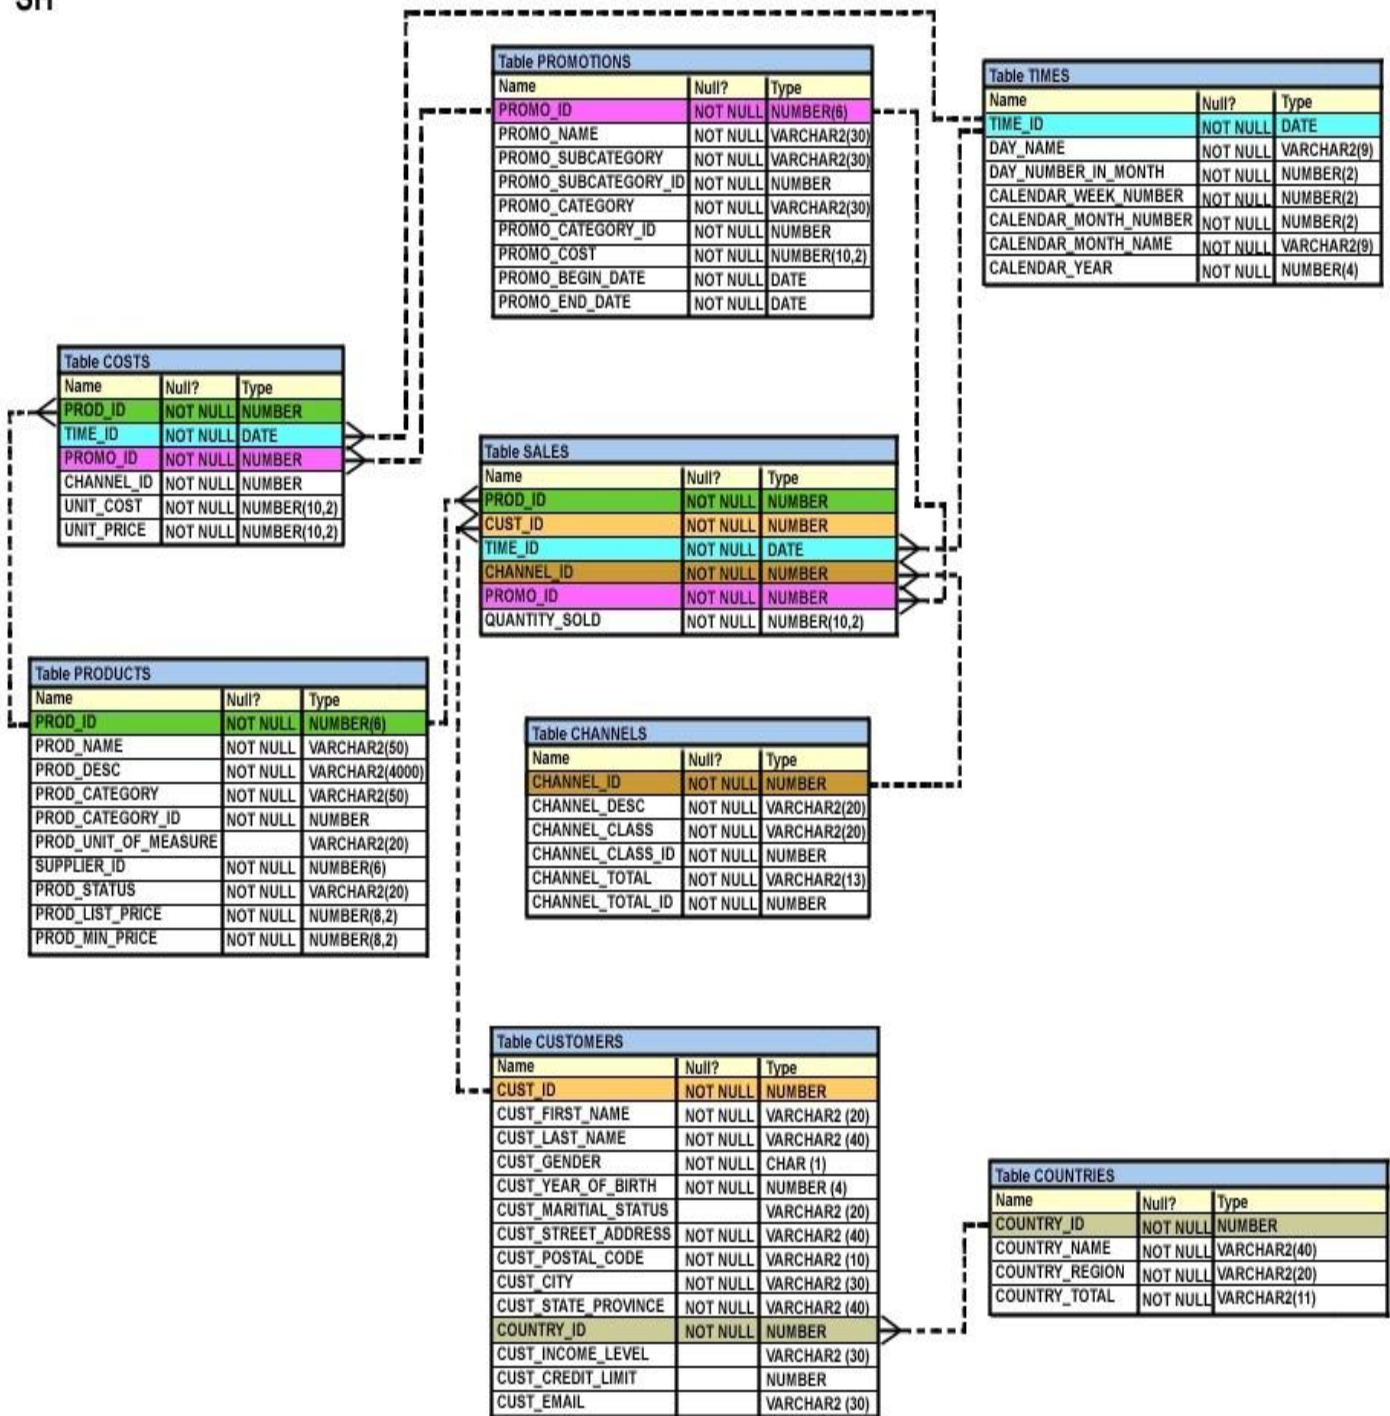 SH
Table PROMOTIONS
Name Null? Type
PROMO_ID NOT NULL NUMBER(6)
PROMO_NAME NOT NULL VARCHAR2(30)
PROMO_SUBCATEGORY NOT NULL VARCHAR2(30)
PROMO_SUBCATEGORY_ID NOT NULL NUMBER
PROMO_CATEGORY NOT NULL VARCHAR2(30)
PROMO_CATEGORY_ID NOT NULL NUMBER
PROMO_COST NOT NULL NUMBER(10,2)
PROMO_BEGIN_DATE NOT NULL DATE
PROMO_END_DATE NOT NULL DATE
Table TIMES
Name Null? Type
TIME_ID NOT NULL DATE
DAY_NAME NOT NULL VARCHAR2(9)
DAY_NUMBER_IN_MONTH NOT NULL NUMBER(2)
CALENDAR_WEEK_NUMBER NOT NULL NUMBER(2)
CALENDAR_MONTH_NUMBER NOT NULL NUMBER(2)
CALENDAR_MONTH_NAME NOT NULL VARCHAR2(9)
CALENDAR_YEAR NOT NULL NUMBER(4)
Table COSTS
Name Null? Type
PROD_ID NOT NULL NUMBER
TIME_ID NOT NULL DATE
PROMO_ID NOT NULL NUMBER
CHANNEL_ID NOT NULL NUMBER
UNIT_COST NOT NULL NUMBER(10,2)
UNIT_PRICE NOT NULL NUMBER(10,2)
Table SALES
Name Null? Type
PROD_ID NOT NULL NUMBER
CUST_ID NOT NULL NUMBER
TIME_ID NOT NULL DATE
CHANNEL_ID NOT NULL NUMBER
PROMO_ID NOT NULL NUMBER
QUANTITY_SOLD NOT NULL NUMBER(10,2)
Table PRODUCTS
Name Null? Type
PROD_ID NOT NULL NUMBER(6)
PROD_NAME NOT NULL VARCHAR2(50)
PROD_DESC NOT NULL VARCHAR2(4000)
PROD_CATEGORY NOT NULL VARCHAR2(50)
PROD_CATEGORY_ID NOT NULL NUMBER
PROD_UNIT_OF_MEASURE VARCHAR2(20)
SUPPLIER_ID NOT NULL NUMBER(6)
PROD_STATUS NOT NULL VARCHAR2(20)
PROD_LIST_PRICE NOT NULL NUMBER(8,2)
PROD_MIN_PRICE NOT NULL NUMBER(8,2)
Table CHANNELS
Name Null? Type
CHANNEL_ID NOT NULL NUMBER
CHANNEL_DESC NOT NULL VARCHAR2(20)
CHANNEL_CLASS NOT NULL VARCHAR2(20)
CHANNEL_CLASS_ID NOT NULL NUMBER
CHANNEL_TOTAL NOT NULL VARCHAR2(13)
CHANNEL_TOTAL_ID NOT NULL NUMBER
Table CUSTOMERS
Name Null? Type
CUST_ID NOT NULL NUMBER
CUST_FIRST_NAME NOT NULL VARCHAR2 (20)
CUST_LAST_NAME NOT NULL VARCHAR2 (40)
CUST_GENDER NOT NULL CHAR (1)
CUST_YEAR_OF_BIRTH NOT NULL NUMBER (4)
CUST_MARITIAL_STATUS VARCHAR2 (20)
CUST_STREET_ADDRESS NOT NULL VARCHAR2 (40)
CUST_POSTAL_CODE NOT NULL VARCHAR2 (10)
CUST_CITY NOT NULL VARCHAR2 (30)
CUST_STATE_PROVINCE NOT NULL VARCHAR2 (40)
COUNTRY_ID NOT NULL NUMBER
CUST_INCOME_LEVEL VARCHAR2 (30)
CUST_CREDIT_LIMIT NUMBER
CUST_EMAIL VARCHAR2 (30)
Table COUNTRIES
Name Null? Type
COUNTRY_ID NOT NULL NUMBER
COUNTRY_NAME NOT NULL VARCHAR2(40)
COUNTRY_REGION NOT NULL VARCHAR2(20)
COUNTRY_TOTAL NOT NULL VARCHAR2(11)